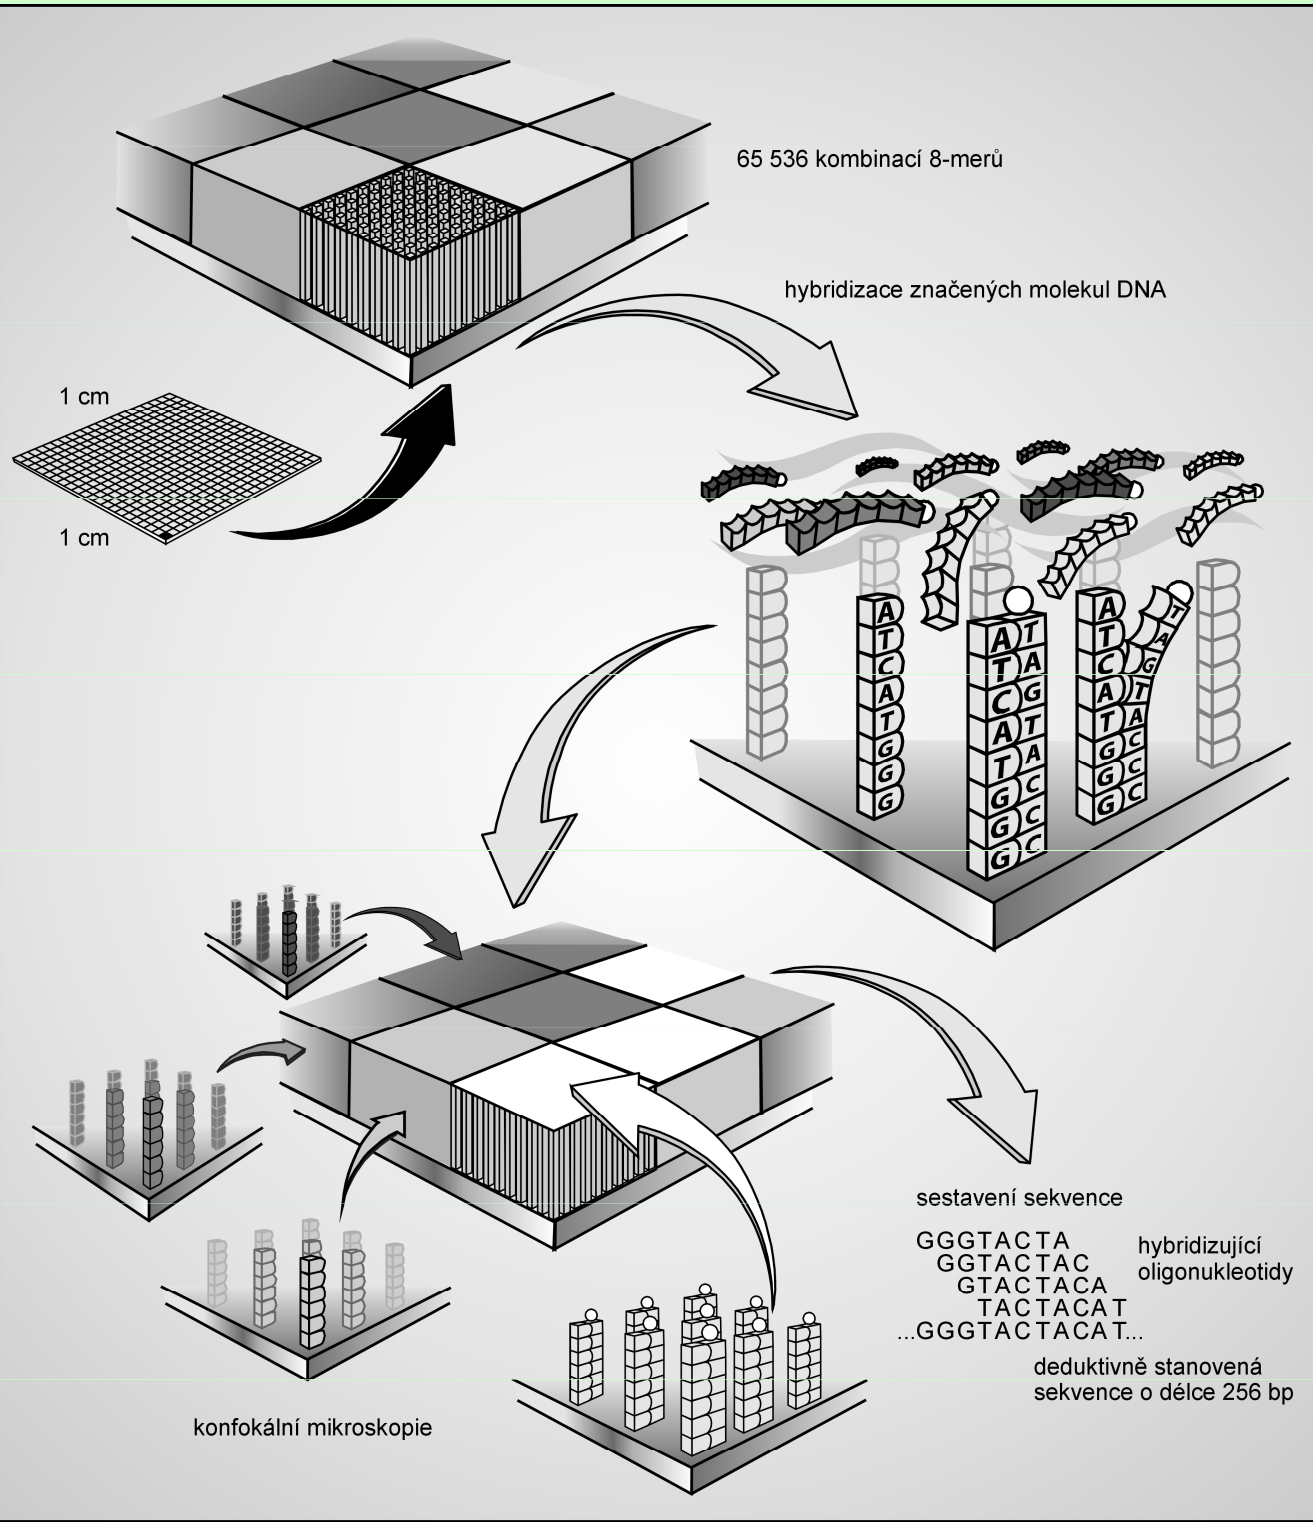 65 536 kombinací 8-merů
hybridizace značených molekul DNA
1 cm
1 cm
A
T
C
A
T
G
G
G
A T
T A
C G
A T
T A
G C
G C
G C
A T
T A
C G
A T
T A
G C
G C
G C
sestavení sekvence
GGGTACTA
GGTACTAC
GTACTACA
TACTACAT
...GGGTACTACAT...
hybridizující
oligonukleotidy
deduktivně stanovená
sekvence o délce 256 bp
konfokální mikroskopie